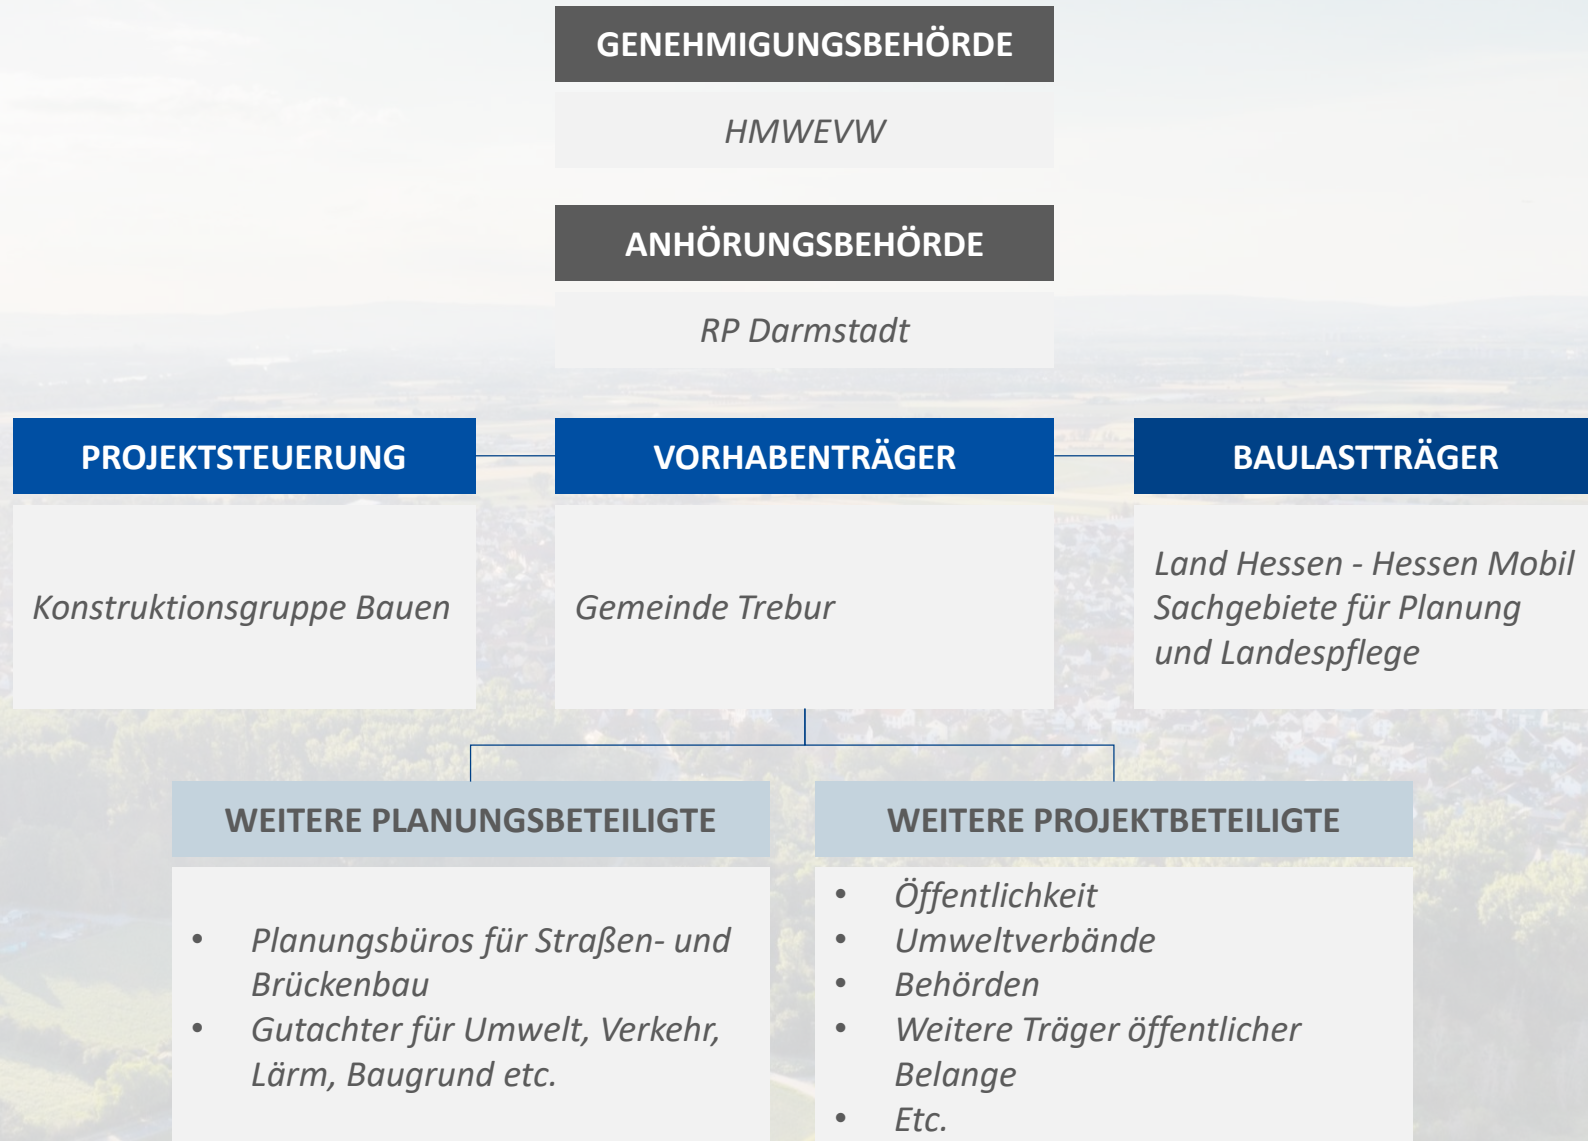 GENEHMIGUNGSBEHÖRDE
HMWEVW
ANHÖRUNGSBEHÖRDE
RP Darmstadt
PROJEKTSTEUERUNG
Konstruktionsgruppe Bauen
VORHABENTRÄGER
Gemeinde Trebur
BAULASTTRÄGER
Land Hessen - Hessen Mobil
Sachgebiete für Planung
und Landespflege
WEITERE PLANUNGSBETEILIGTE
• Planungsbüros für Straßen- und
Brückenbau
• Gutachter für Umwelt, Verkehr,
Lärm, Baugrund etc.
WEITERE PROJEKTBETEILIGTE
• Öffentlichkeit
• Umweltverbände
• Behörden
• Weitere Träger öffentlicher
Belange
• Etc.